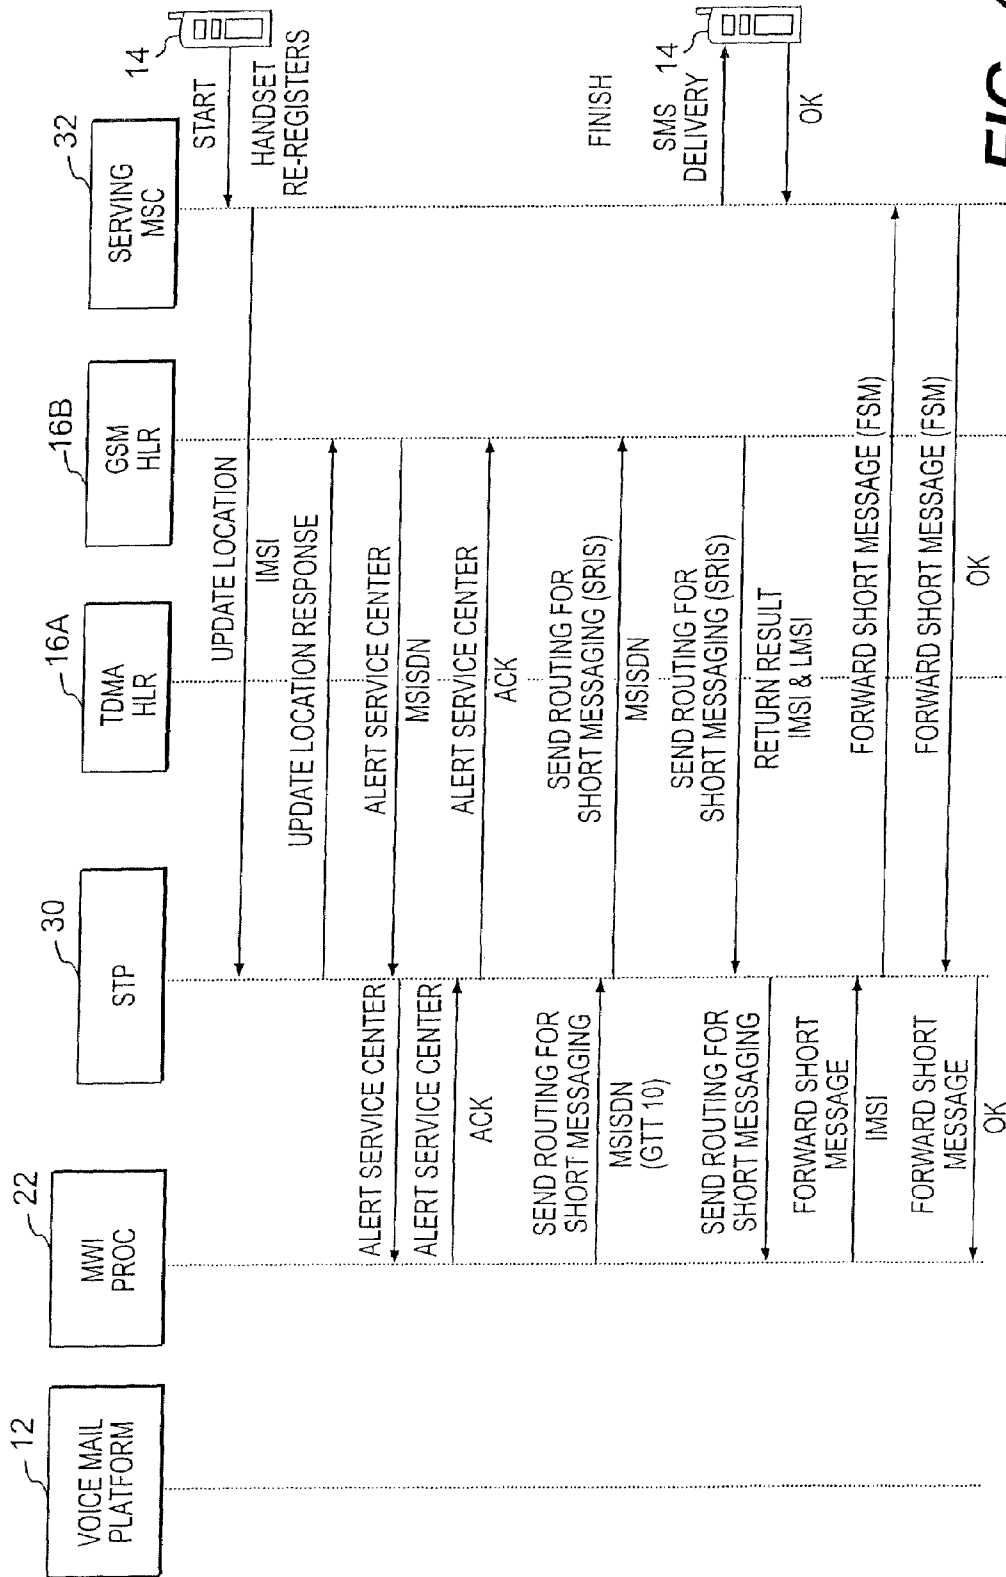 12
VOICE MAIL
PLATFORM
22
MWI
PROC
30
STP
16A
TDMA
HLR
16B
GSM
HLR
32
SERVING
MSC
14
START
HANDSET
RE-REGISTERS
UPDATE LOCATION
IMSI
UPDATE LOCATION RESPONSE
ALERT SERVICE CENTER
MSISDN
ALERT SERVICE CENTER
ALERT SERVICE CENTER
ACK
ALERT SERVICE CENTER
ACK
SEND ROUTING FOR
SHORT MESSAGING (SRIS)
MSISDN
SEND ROUTING FOR
SHORT MESSAGING
MSISDN
(GTT 10)
SEND ROUTING FOR
SHORT MESSAGING (SRIS)
RETURN RESULT
IMSI & LMSI
SEND ROUTING FOR
SHORT MESSAGING
FINISH
SMS
DELIVERY
14
OK
FORWARD SHORT
MESSAGE
IMSI
FORWARD SHORT MESSAGE (FSM)
FORWARD SHORT MESSAGE (FSM)
OK
FORWARD SHORT
MESSAGE
OK
FIG.